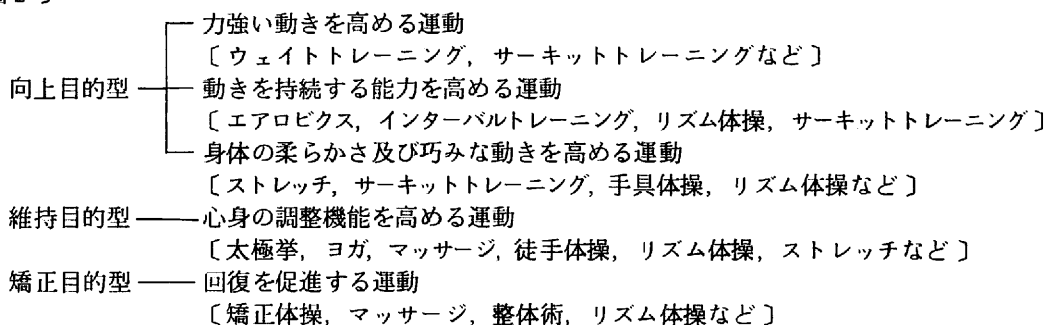 力強い動きを高める運動
〔ウェイトトレーニング，サーキットトレーニングなど〕
向上目的型 動きを持続する能力を高める運動
〔エアロビクス，インターバルトレーニング，リズム体操，サーキットトレーニング〕
身体の柔らかさ及び巧みな動きを高める運動
〔ストレッチ，サーキットトレーニング，手具体操，リズム体操など〕
維持目的型 心身の調整機能を高める運動
〔太極挙，ヨガ，マッサージ，徒手体操，リズム体操，ストレッチなど〕
矯正目的型 回復を促進する運動
〔矯正体操，マッサージ，整体術，リズム体操など〕